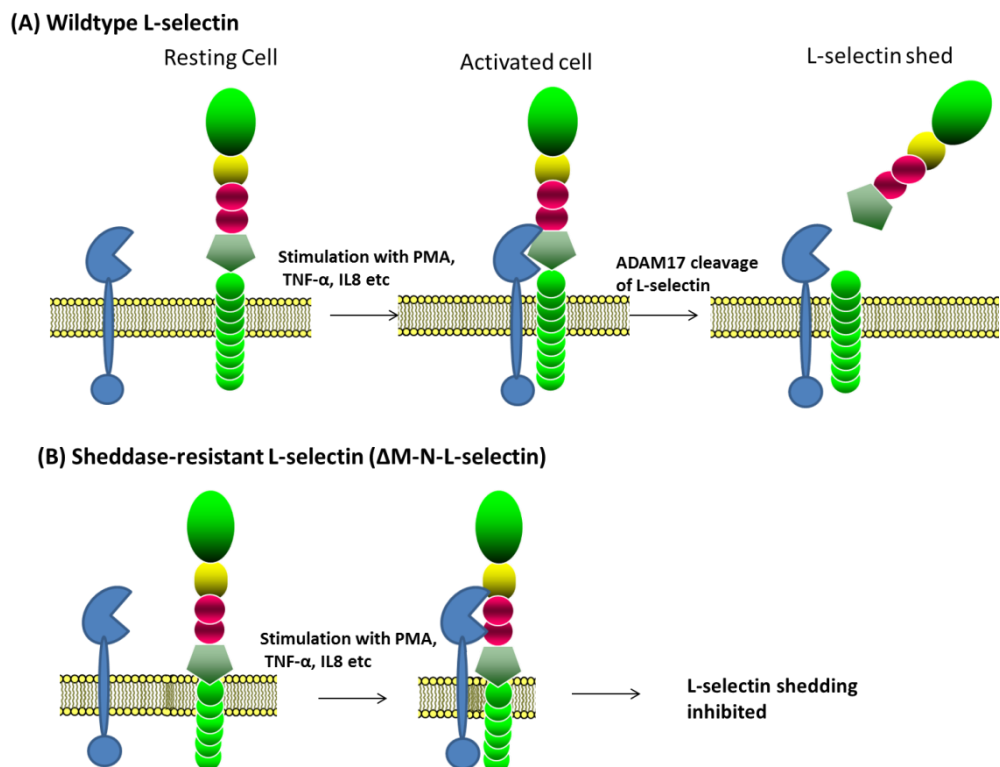 (A) Wildtype L-selectin
Resting Cell
Activated cell
L-selectin shed
Stimulation with PMA,
TNF-α, IL8 etc
ADAM17 cleavage
of L-selectin
(B) Sheddase-resistant L-selectin (ΔM-N-L-selectin)
Stimulation with PMA,
TNF-α, IL8 etc
L-selectin shedding
inhibited